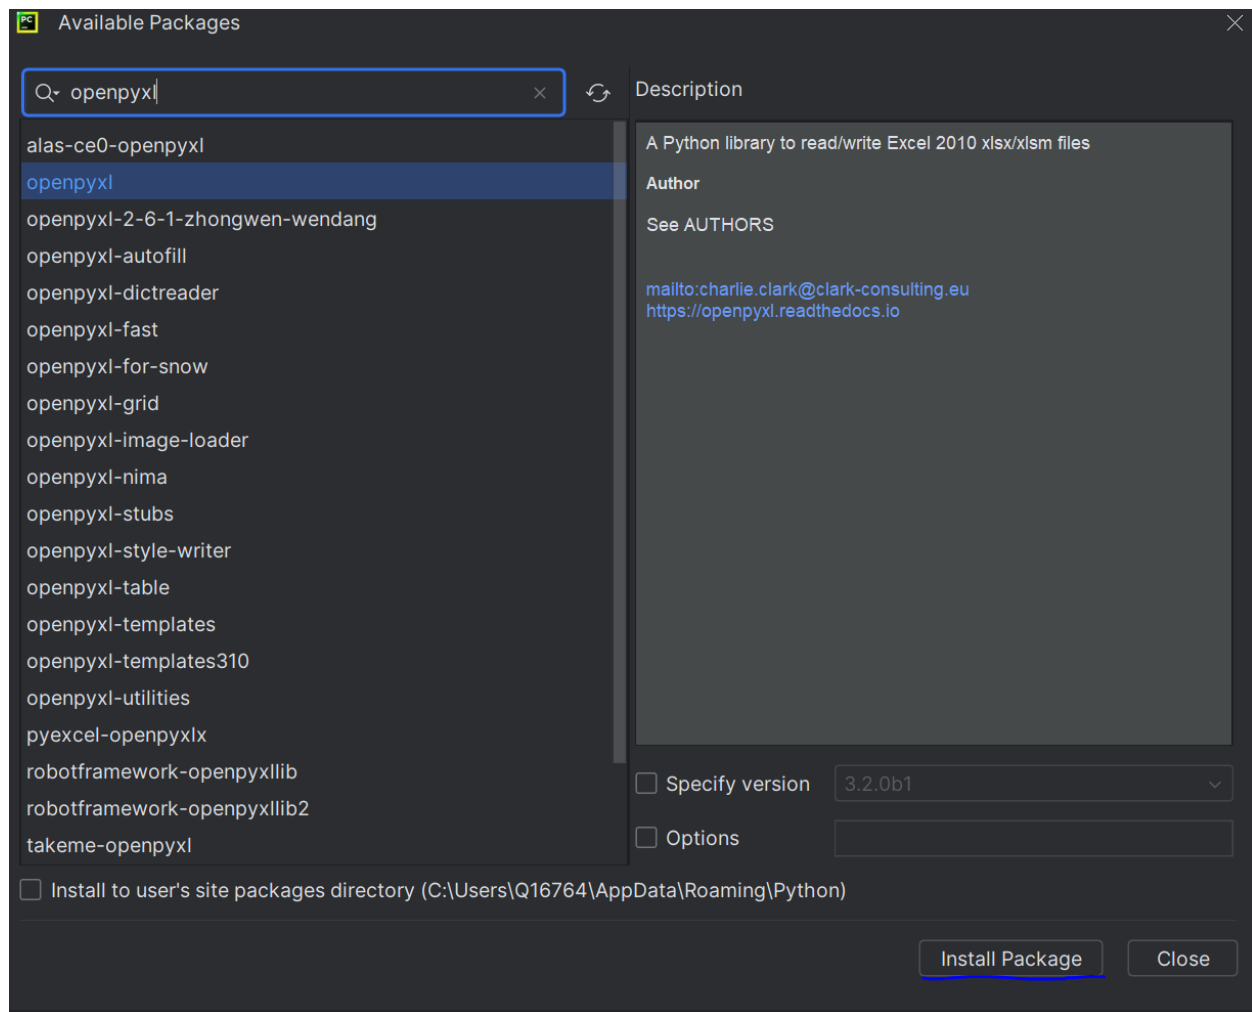 PC
Available Packages
openpyxl
Description
alas-ce0-openpyxl
openpyxl
openpyxl-2-6-1-zhongwen-wendang
openpyxl-autofill
openpyxl-dictreader
openpyxl-fast
openpyxl-for-snow
openpyxl-grid
openpyxl-image-loader
openpyxl-nima
openpyxl-stubs
openpyxl-style-writer
openpyxl-table
openpyxl-templates
openpyxl-templates310
openpyxl-utilities
pyexcel-openpyxlx
robotframework-openpyxllib
robotframework-openpyxllib2
takeme-openpyxl
A Python library to read/write Excel 2010 xlsx/xlsm files
Author
See AUTHORS
mailto:charlie.clark@clark-consulting.eu
https://openpyxl.readthedocs.io
Specify version 3.2.0b1
Options
Install to user's site packages directory (C:\Users\Q16764\AppData\Roaming\Python)
Install Package Close